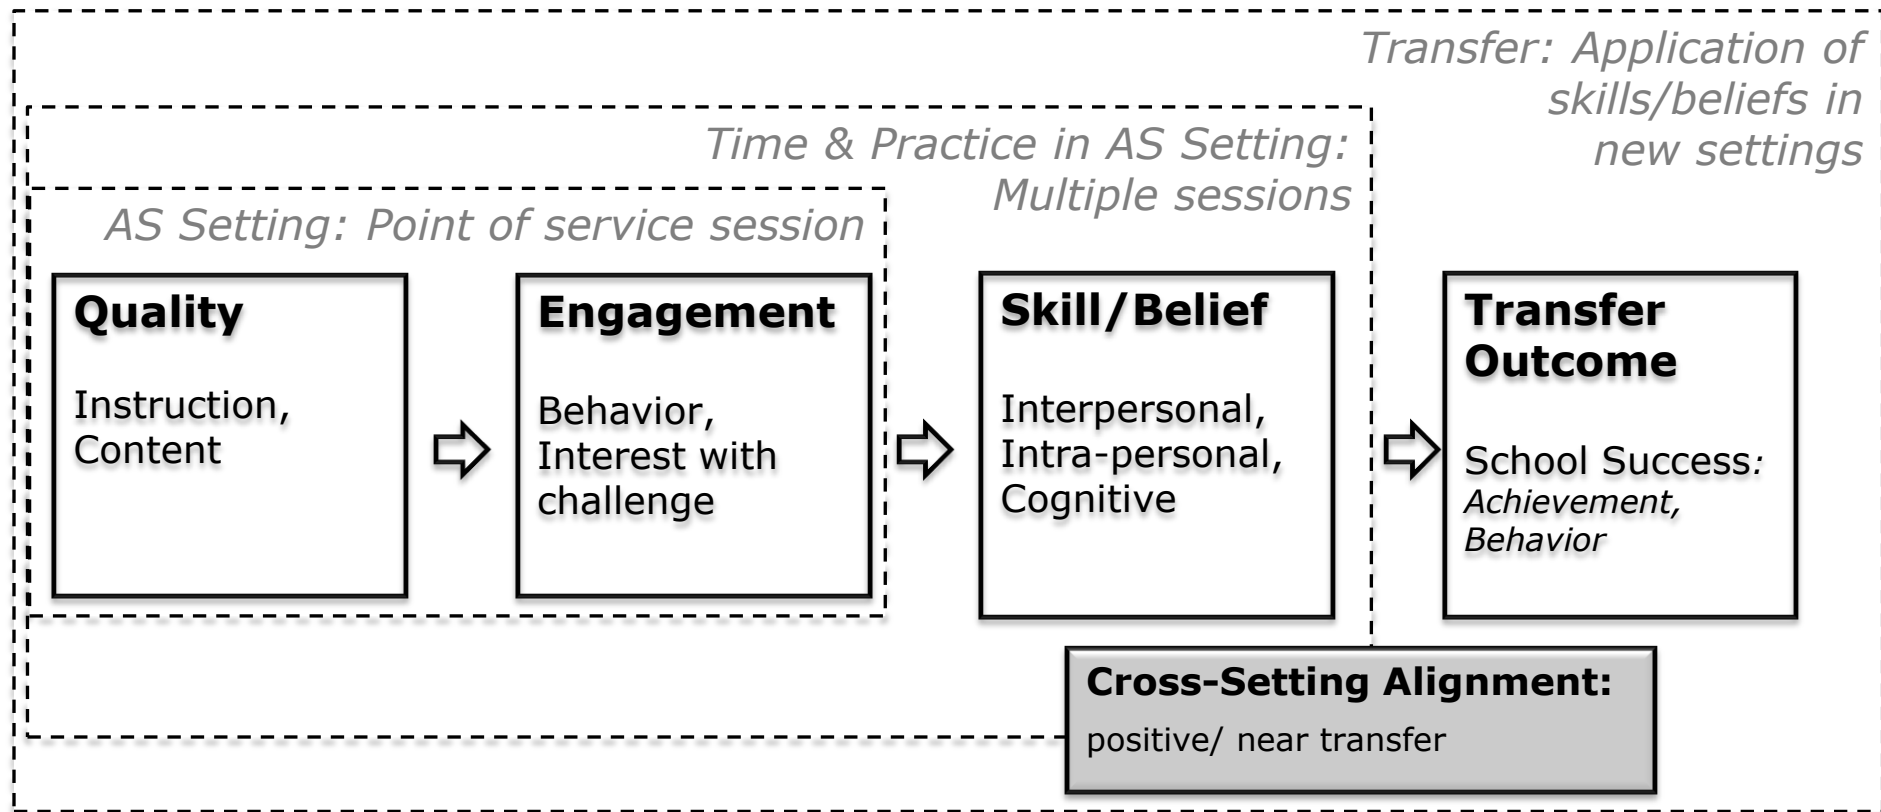 Transfer: Application of
skills/beliefs in
new settings
Time & Practice in AS Setting:
Multiple sessions
AS Setting: Point of service session
Quality
Instruction,
Content
Engagement
Behavior,
Interest with
challenge
Skill/Belief
Interpersonal,
Intra-personal,
Cognitive
Transfer
Outcome
School Success:
Achievement,
Behavior
Cross-Setting Alignment:
positive/ near transfer